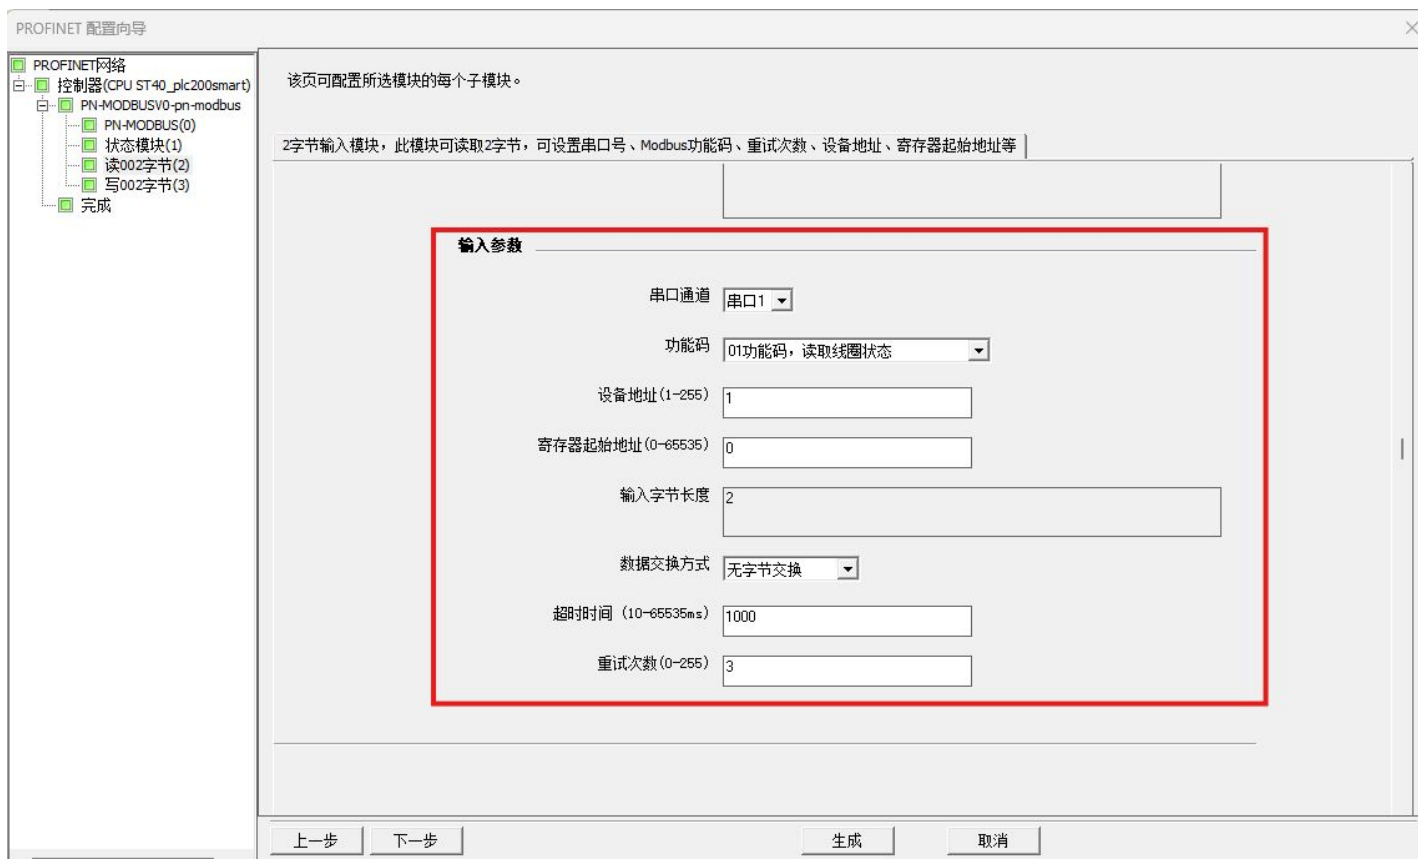 PROFINET 配置向导
PROFINET网络
控制器(CPU ST40_plc200smart)
PN-MODBUSV0-pn-modbus
PN-MODBUS(0)
状态模块(1)
读002字节(2)
写002字节(3)
完成
该页可配置所选模块的每个子模块。
2字节输入模块，此模块可读取2字节，可设置串口号、Modbus功能码、重试次数、设备地址、寄存器起始地址等
输入参数
串口通道 串口1
功能码 01功能码，读取线圈状态
设备地址(1-255) 1
寄存器起始地址(0-65535) 0
输入字节长度 2
数据交换方式 无字节交换
超时时间 (10-65535ms) 1000
重试次数(0-255) 3
上一步 下一步 生成 取消